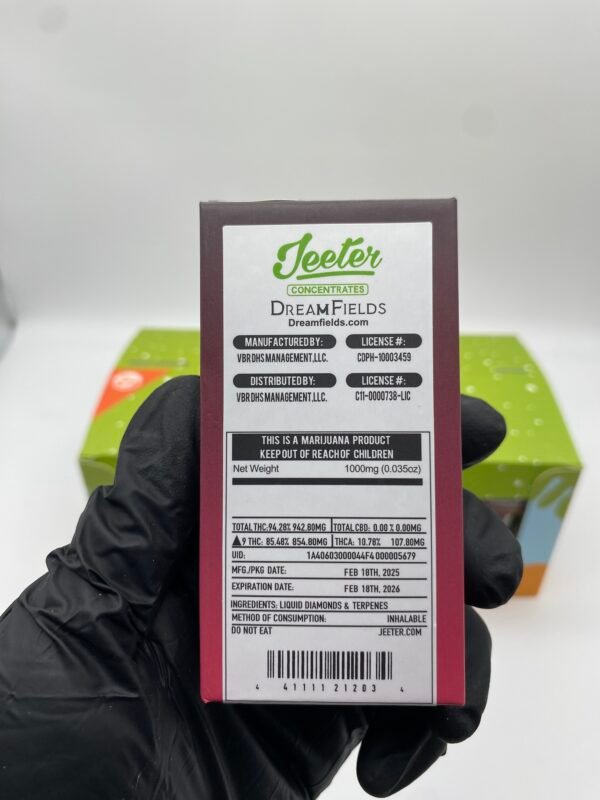 Jeeter
CONCENTRATES
DREAMFIELDS
Dreamfields.com
MANUFACTURED BY: LICENSE #:
VBR DHS MANAGEMENT, LLC. CDPH-10003459
DISTRIBUTED BY: LICENSE #:
VBR DHS MANAGEMENT, LLC. C11-0000738-LIC
THIS IS A MARIJUANA PRODUCT
KEEP OUT OF REACH OF CHILDREN
Net Weight 1000mg (0.035oz)
TOTAL THC:94.28% 942.80MG TOTAL CBD: 0.00 % 0.00MG
▲9 THC: 85.48% 854.80MG THCA: 10.78% 107.80MG
UID: 1A40603000044F4000005679
MFG./PKG DATE: FEB 18TH, 2025
EXPIRATION DATE: FEB 18TH, 2026
INGREDIENTS: LIQUID DIAMONDS & TERPENES
METHOD OF CONSUMPTION: INHALABLE
DO NOT EAT JEETER.COM
4 41111 21203 4